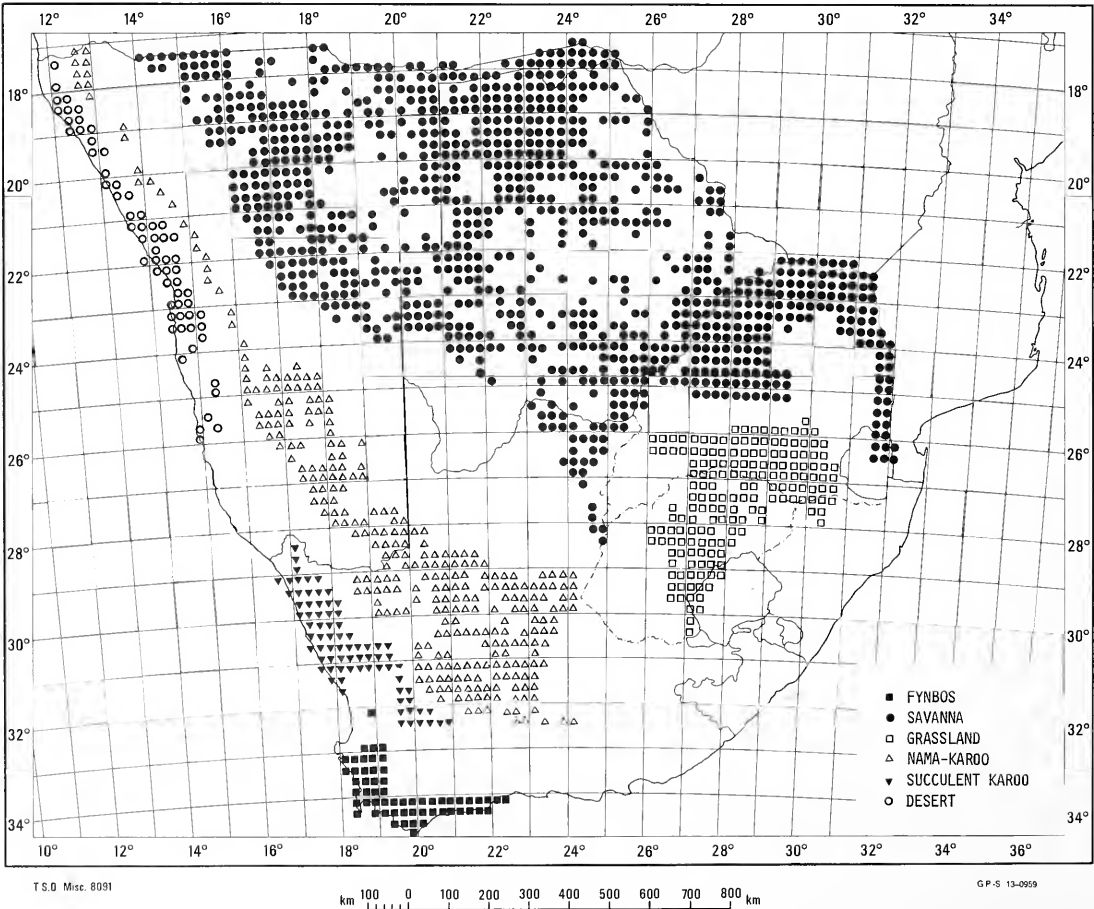 12° 14° 16° 18° 20° 22° 24° 26° 28° 30° 32° 34°
18° 18°
20° 20°
22° 22°
24° 24°
26° 26°
28° 28°
30° 30°
■ FYNBOS
● SAVANNA
32° □ GRASSLAND 32°
△ NAMA-KAROO
▼ SUCCULENT KAROO
○ DESERT
34° 34°
10° 12° 14° 16° 18° 20° 22° 24° 26° 28° 30° 32° 34° 36°
T.S.O. Misc. 8091
G.P.-S 13-0959
km 100 0 100 200 300 400 500 600 700 800 km